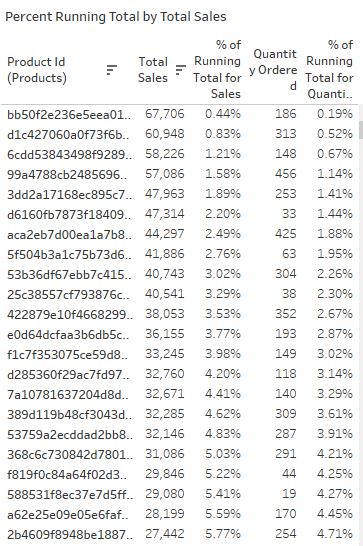 Percent Running Total by Total Sales
Product Id (Products) Total Sales % of Running Total for Sales Quantity Ordered % of Running Total for Quanti..
bb50f2e236e5eea01.. 67,706 0.44% 186 0.19%
d1c427060a0f73f6b.. 60,948 0.83% 313 0.52%
6cdd53843498f9289.. 58,226 1.21% 148 0.67%
99a4788cb2485696.. 57,086 1.58% 456 1.14%
3dd2a17168ec895c7.. 47,963 1.89% 253 1.41%
d6160fb7873f18409.. 47,314 2.20% 33 1.44%
aca2eb7d00ea1a7b8.. 44,297 2.49% 425 1.88%
5f504b3a1c75b73d6.. 41,886 2.76% 63 1.95%
53b36df67ebb7c415.. 40,743 3.02% 304 2.26%
25c38557cf793876c.. 40,541 3.29% 38 2.30%
422879e10f4668299.. 38,053 3.53% 352 2.67%
e0d64dcfaa3b6db5c.. 36,155 3.77% 193 2.87%
f1c7f353075ce59d8.. 33,245 3.98% 149 3.02%
d285360f29ac7fd97.. 32,760 4.20% 118 3.14%
7a10781637204d8d.. 32,671 4.41% 140 3.29%
389d119b48cf3043d.. 32,285 4.62% 309 3.61%
53759a2ecddad2bb8.. 32,146 4.83% 287 3.91%
368c6c730842d7801.. 31,086 5.03% 291 4.21%
f819f0c84a64f02d3.. 29,846 5.22% 44 4.25%
588531f8ec37e7d5ff.. 29,080 5.41% 19 4.27%
a62e25e09e05e6faf.. 28,199 5.59% 170 4.45%
2b4609f8948be1887.. 27,442 5.77% 254 4.71%